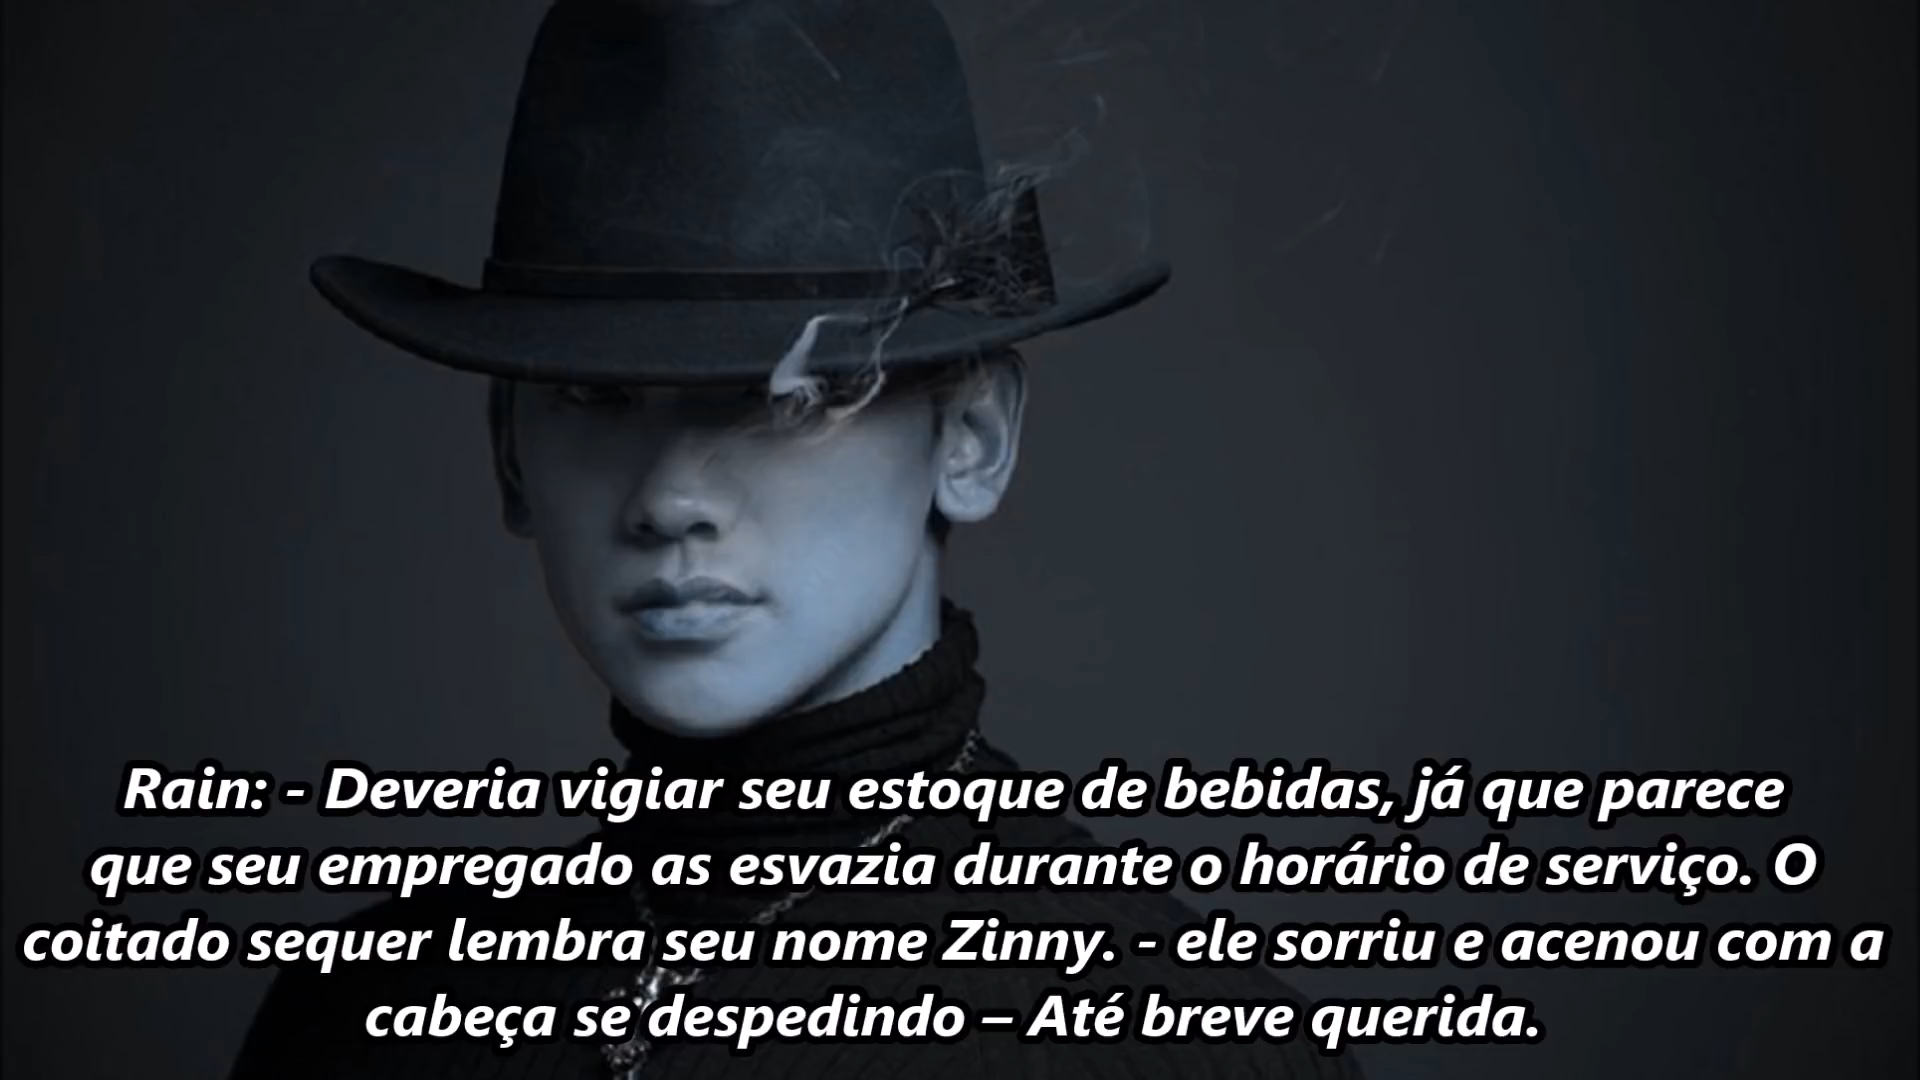 Rain: - Deveria vigiar seu estoque de bebidas, já que parece
que seu empregado as esvazia durante o horário de serviço. O
coitado sequer lembra seu nome Zinny. - ele sorriu e acenou com a
cabeça se despedindo – Até breve querida.